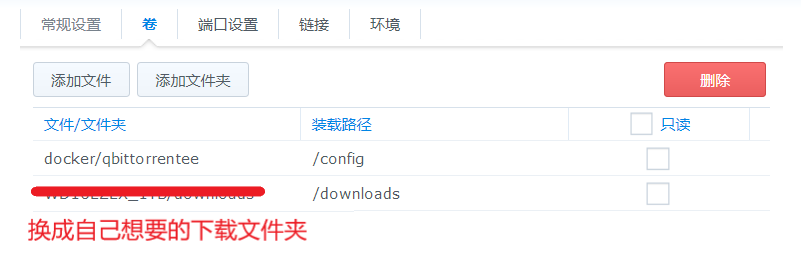 常规设置 卷 端口设置 链接 环境
添加文件 添加文件夹 删除
文件/文件夹 装载路径 只读
docker/qbittorrentee /config
/downloads
换成自己想要的下载文件夹